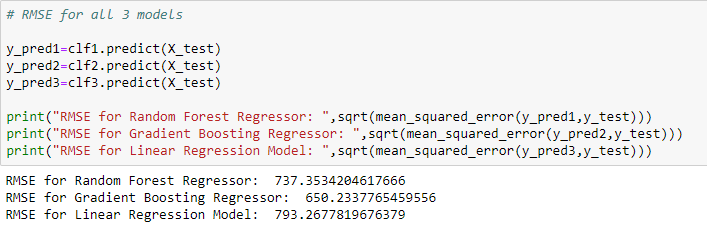 # RMSE for all 3 models
y_pred1=clf1.predict(X_test)
y_pred2=clf2.predict(X_test)
y_pred3=clf3.predict(X_test)
print("RMSE for Random Forest Regressor: ",sqrt(mean_squared_error(y_pred1,y_test)))
print("RMSE for Gradient Boosting Regressor: ",sqrt(mean_squared_error(y_pred2,y_test)))
print("RMSE for Linear Regression Model: ",sqrt(mean_squared_error(y_pred3,y_test)))
RMSE for Random Forest Regressor:  737.3534204617666
RMSE for Gradient Boosting Regressor:  650.2337765459556
RMSE for Linear Regression Model:  793.2677819676379